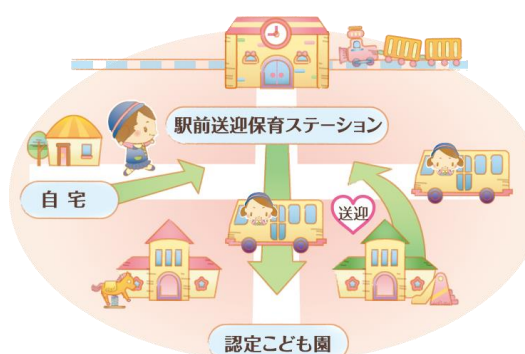 駅前送迎保育ステーション
自宅
送迎
認定こども園